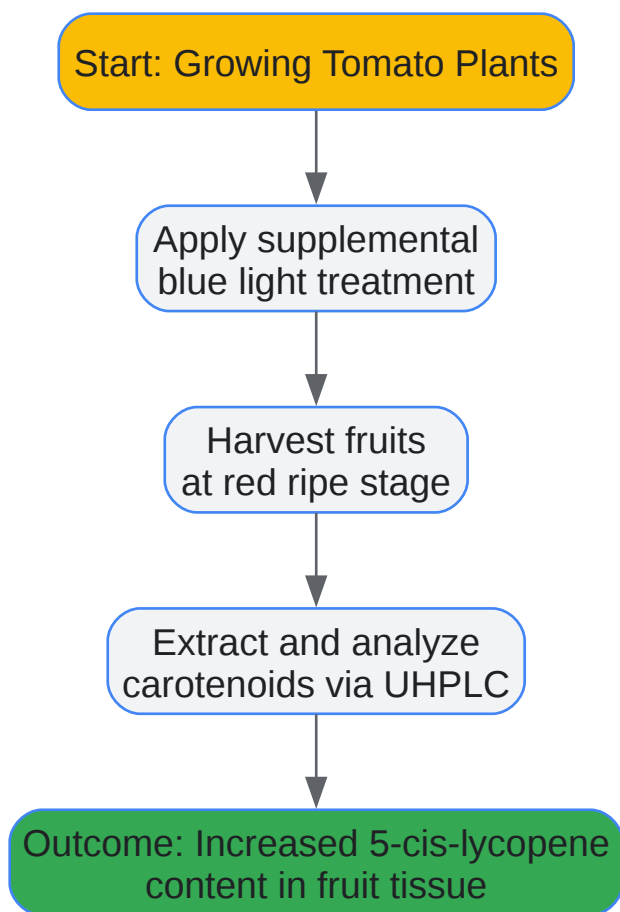 Start: Growing Tomato Plants
Apply supplemental
blue light treatment
Harvest fruits
at red ripe stage
Extract and analyze
carotenoids via UHPLC
Outcome: Increased 5-cis-lycopene
content in fruit tissue